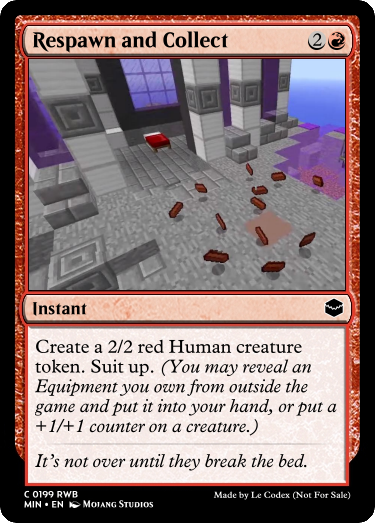 Respawn and Collect 2
Instant
Create a 2/2 red Human creature
token. Suit up. (You may reveal an
Equipment you own from outside the
game and put it into your hand, or put a
+1/+1 counter on a creature.)
It's not over until they break the bed.
C 0199 RWB
MIN • EN Mojang Studios
Made by Le Codex (Not For Sale)